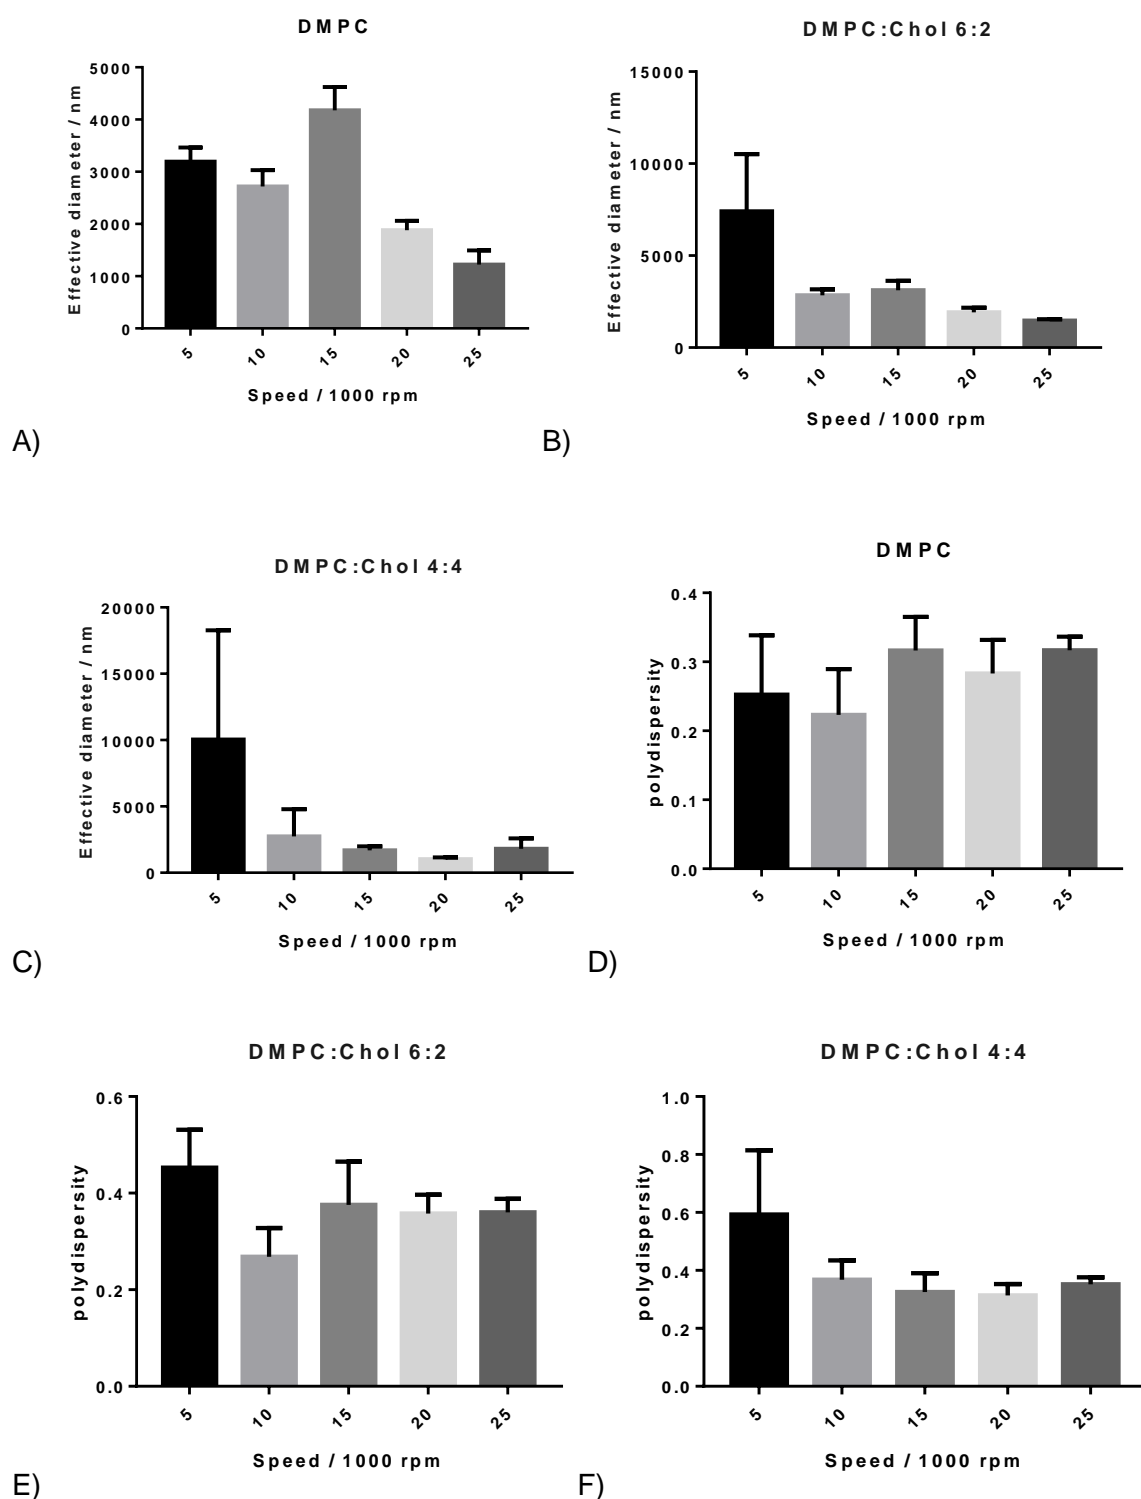 DMPC
Effective diameter / nm
5000
4000
3000
2000
1000
0
5 10 15 20 25
Speed / 1000 rpm
A)
DMPC:Chol 6:2
Effective diameter / nm
15000
10000
5000
0
5 10 15 20 25
Speed / 1000 rpm
B)
DMPC:Chol 4:4
Effective diameter / nm
20000
15000
10000
5000
0
5 10 15 20 25
Speed / 1000 rpm
C)
DMPC
polydispersity
0.4
0.3
0.2
0.1
0.0
5 10 15 20 25
Speed / 1000 rpm
D)
DMPC:Chol 6:2
polydispersity
0.6
0.4
0.2
0.0
5 10 15 20 25
Speed / 1000 rpm
E)
DMPC:Chol 4:4
polydispersity
1.0
0.8
0.6
0.4
0.2
0.0
5 10 15 20 25
Speed / 1000 rpm
F)